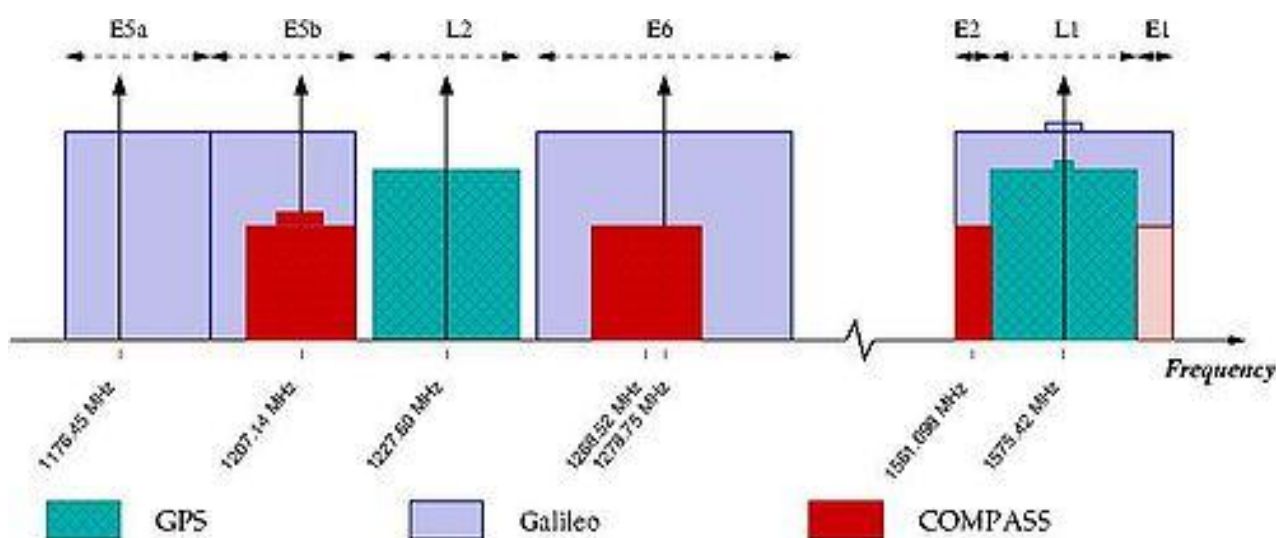 E5a E5b L2 E6 E2 L1 E1
Frequency
1176.45 MHz
1207.14 MHz
1227.60 MHz
1268.52 MHz
1278.75 MHz
1561.098 MHz
1575.42 MHz
GPS Galileo COMPASS